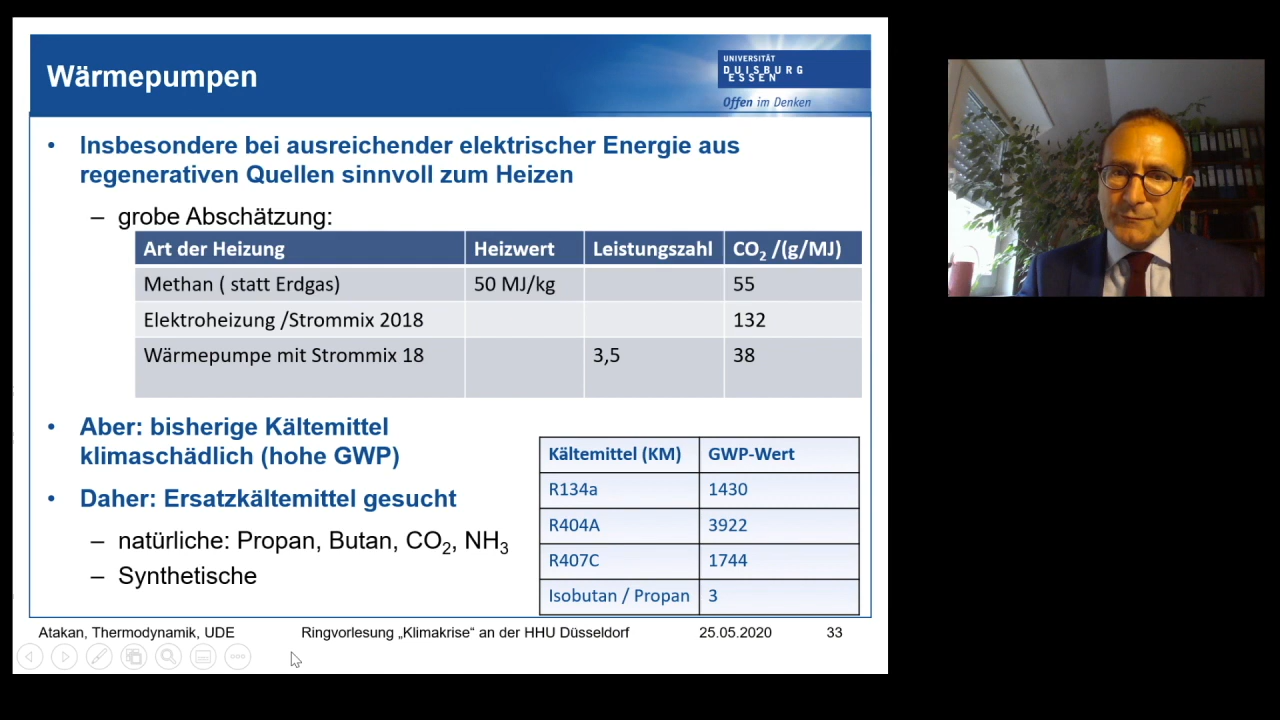 Wärmepumpen
UNIVERSITÄT
DUISBURG
ESSEN
Offen im Denken
• Insbesondere bei ausreichender elektrischer Energie aus
regenerativen Quellen sinnvoll zum Heizen
– grobe Abschätzung:
Art der Heizung Heizwert Leistungszahl CO₂ /(g/MJ)
Methan ( statt Erdgas) 50 MJ/kg 55
Elektroheizung /Strommix 2018 132
Wärmepumpe mit Strommix 18 3,5 38
• Aber: bisherige Kältemittel
klimaschädlich (hohe GWP)
• Daher: Ersatzkältemittel gesucht
– natürliche: Propan, Butan, CO₂, NH₃
– Synthetische
Kältemittel (KM) GWP-Wert
R134a 1430
R404A 3922
R407C 1744
Isobutan / Propan 3
Atakan, Thermodynamik, UDE Ringvorlesung „Klimakrise“ an der HHU Düsseldorf 25.05.2020 33